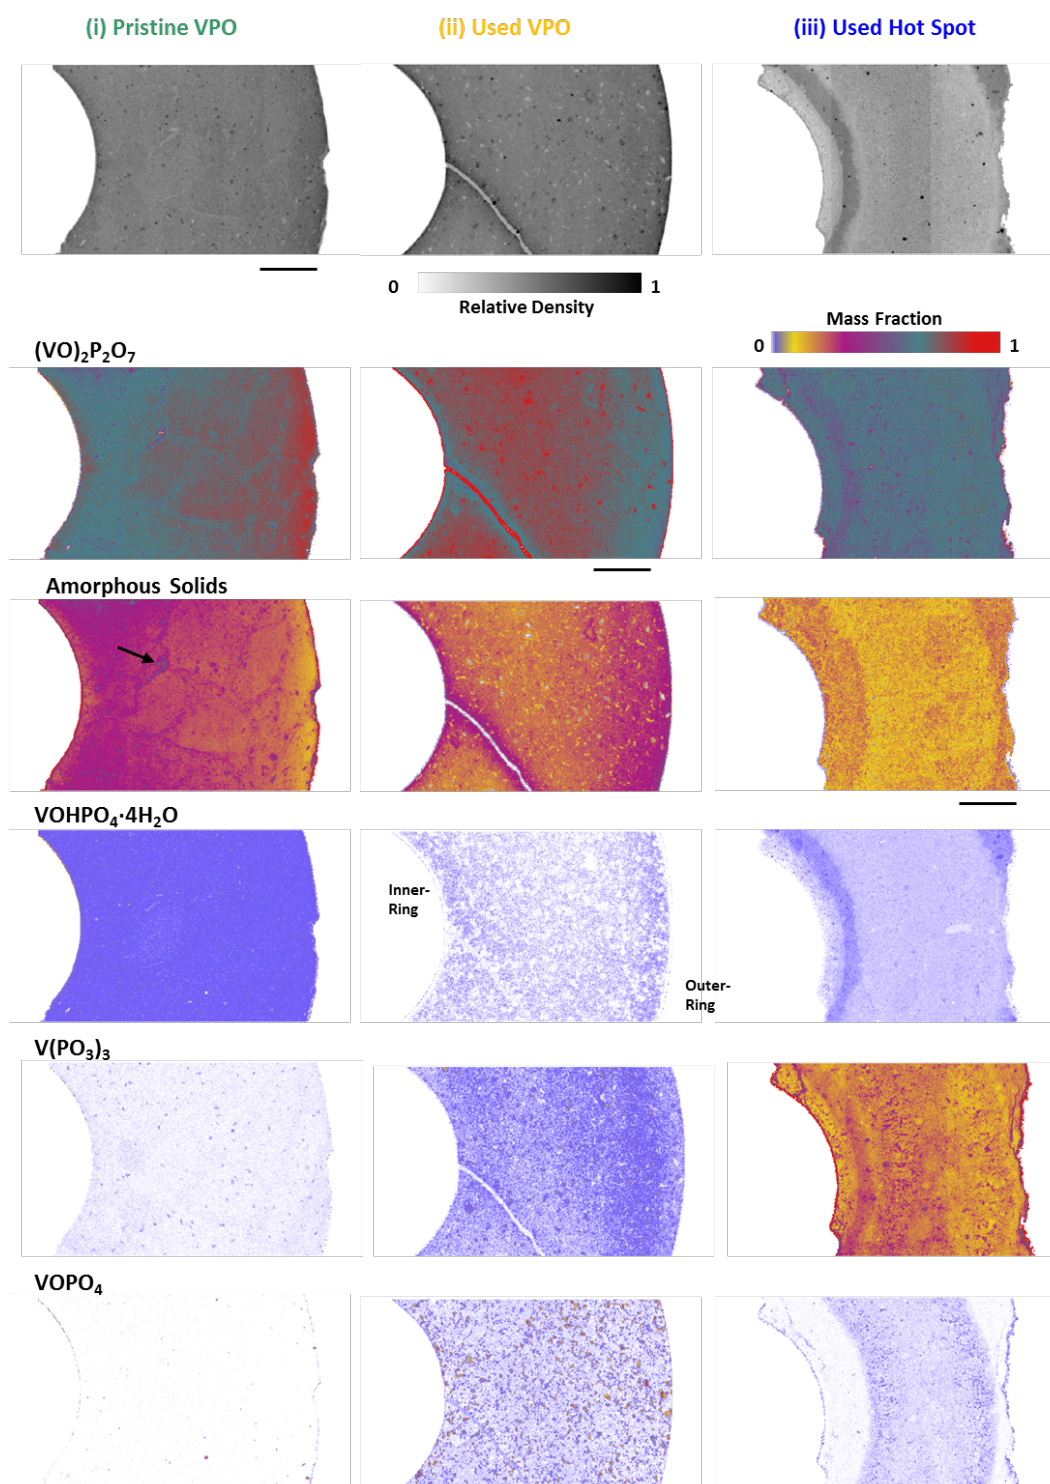 (i) Pristine VPO
(ii) Used VPO
(iii) Used Hot Spot
0
1
Relative Density
Mass Fraction
0
1
(VO)₂P₂O₇
Amorphous Solids
VOHPO₄·4H₂O
Inner-
Ring
Outer-
Ring
V(PO₃)₃
VOPO₄